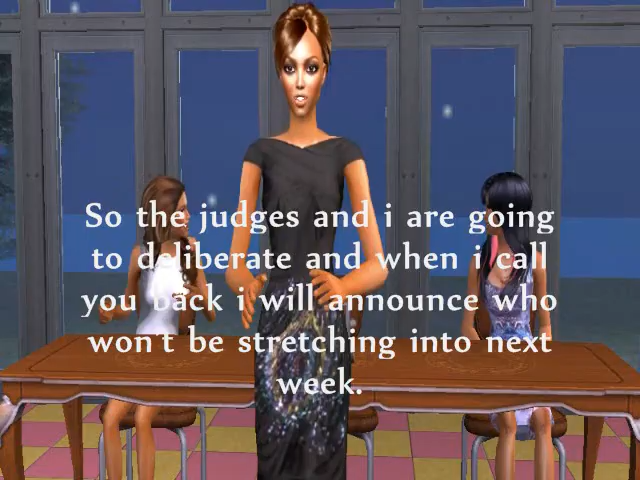 So the judges and i are going
to deliberate and when i call
you back i will announce who
won't be stretching into next
week.